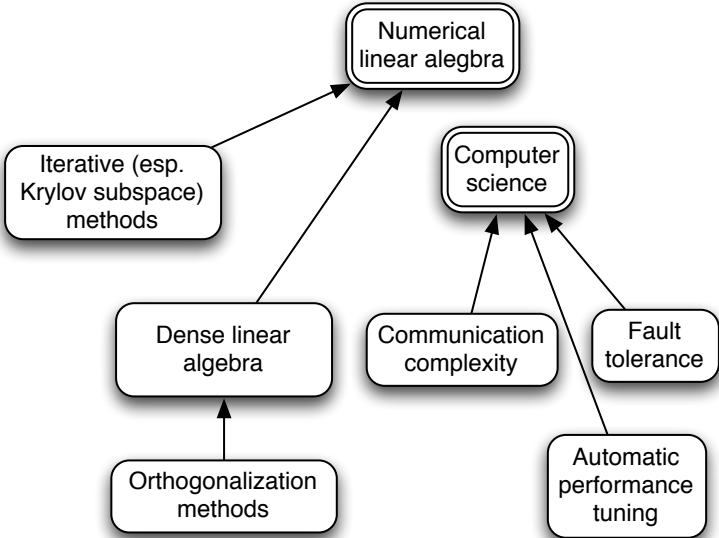 Numerical
linear alegbra
Computer
science
Iterative (esp.
Krylov subspace)
methods
Dense linear
algebra
Communication
complexity
Fault
tolerance
Orthogonalization
methods
Automatic
performance
tuning